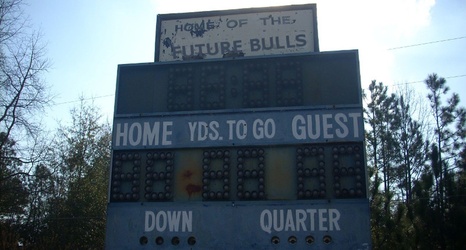 HOME OF THE
FUTURE BULLS
HOME YDS. TO GO GUEST
DOWN QUARTER